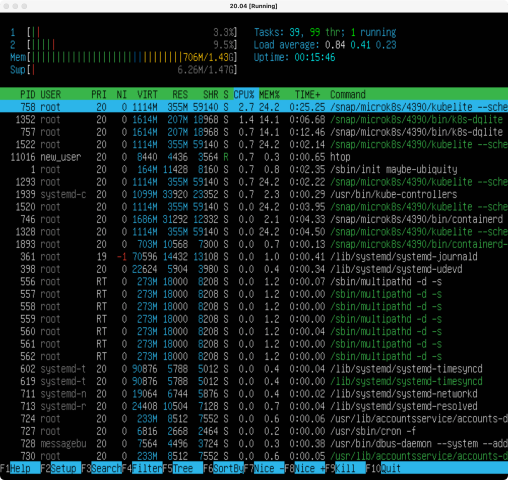 20.04 [Running]
1 [|| 3.3%] Tasks: 39, 99 thr; 1 running
2 [||||| 9.5%] Load average: 0.84 0.41 0.23
Mem[||||||||||||||||||||||||||||706M/1.43G] Uptime: 00:15:46
Swp[| 6.26M/1.47G]
PID USER PRI NI VIRT RES SHR S CPU% MEM% TIME+ Command
758 root 20 0 1114M 355M 59140 S 2.7 24.2 0:25.25 /snap/microk8s/4390/kubelite --sche
1352 root 20 0 1614M 207M 18968 S 1.4 14.1 0:06.68 /snap/microk8s/4390/bin/k8s-dqlite
757 root 20 0 1614M 207M 18968 S 0.7 14.1 0:12.46 /snap/microk8s/4390/bin/k8s-dqlite
1522 root 20 0 1114M 355M 59140 S 0.7 24.2 0:02.14 /snap/microk8s/4390/kubelite --sche
11016 new_user 20 0 8440 4436 3564 R 0.7 0.3 0:00.65 htop
1 root 20 0 164M 11428 8160 S 0.7 0.8 0:02.35 /sbin/init maybe-ubiquity
1293 root 20 0 1114M 355M 59140 S 0.7 24.2 0:02.22 /snap/microk8s/4390/kubelite --sche
1939 systemd-c 20 0 1099M 33920 23352 S 0.7 2.3 0:00.29 /usr/bin/kube-controllers
1520 root 20 0 1114M 355M 59140 S 0.0 24.2 0:03.95 /snap/microk8s/4390/kubelite --sche
746 root 20 0 1686M 31292 12332 S 0.0 2.1 0:04.33 /snap/microk8s/4390/bin/containerd
1328 root 20 0 1114M 355M 59140 S 0.0 24.2 0:04.50 /snap/microk8s/4390/kubelite --sche
1893 root 20 0 703M 10568 7300 S 0.0 0.7 0:00.13 /snap/microk8s/4390/bin/containerd-
361 root 19 -1 70596 14432 13108 S 0.0 1.0 0:00.41 /lib/systemd/systemd-journald
398 root 20 0 22624 5904 3980 S 0.0 0.4 0:00.34 /lib/systemd/systemd-udevd
556 root RT 0 273M 18000 8208 S 0.0 1.2 0:00.07 /sbin/multipathd -d -s
557 root RT 0 273M 18000 8208 S 0.0 1.2 0:00.00 /sbin/multipathd -d -s
558 root RT 0 273M 18000 8208 S 0.0 1.2 0:00.00 /sbin/multipathd -d -s
559 root RT 0 273M 18000 8208 S 0.0 1.2 0:00.00 /sbin/multipathd -d -s
560 root RT 0 273M 18000 8208 S 0.0 1.2 0:00.04 /sbin/multipathd -d -s
561 root RT 0 273M 18000 8208 S 0.0 1.2 0:00.00 /sbin/multipathd -d -s
562 root RT 0 273M 18000 8208 S 0.0 1.2 0:00.00 /sbin/multipathd -d -s
602 systemd-t 20 0 90876 5788 5012 S 0.0 0.4 0:00.04 /lib/systemd/systemd-timesyncd
619 systemd-t 20 0 90876 5788 5012 S 0.0 0.4 0:00.00 /lib/systemd/systemd-timesyncd
711 systemd-n 20 0 19064 6744 5876 S 0.0 0.4 0:00.02 /lib/systemd/systemd-networkd
713 systemd-r 20 0 24408 10504 7128 S 0.0 0.7 0:00.04 /lib/systemd/systemd-resolved
724 root 20 0 233M 8512 7552 S 0.0 0.6 0:00.06 /usr/lib/accountsservice/accounts-d
727 root 20 0 6816 2668 2464 S 0.0 0.2 0:00.00 /usr/sbin/cron -f
728 messagebu 20 0 7564 4496 3724 S 0.0 0.3 0:00.38 /usr/bin/dbus-daemon --system --add
730 root 20 0 233M 8512 7552 S 0.0 0.6 0:00.05 /usr/lib/accountsservice/accounts-d
F1Help F2Setup F3SearchF4FilterF5Tree F6SortByF7Nice -F8Nice +F9Kill F10Quit